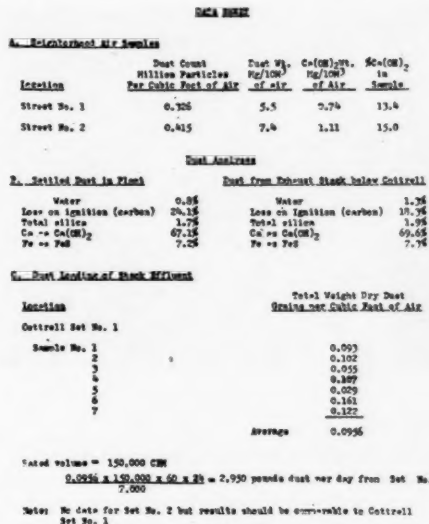 DATA SHEET
A. Neighborhood Air Samples
Location Dust Count Million Particles Per Cubic Foot of Air Dust Wt. Mg/10M3 of air Ca(OH)2 Wt. Mg/10M3 of Air %Ca(OH)2 in Sample
Street No. 1 0.326 5.5 0.74 13.4
Street No. 2 0.415 7.4 1.11 15.0
Dust Analyses
B. Settled Dust in Plant
Water 0.8%
Loss on ignition (carbon) 24.1%
Total silica 1.7%
Ca as Ca(OH)2 67.1%
Fe as FeS 7.2%
Dust from Exhaust Stack below Cottrell
Water 1.3%
Loss on Ignition (carbon) 18.3%
Total silica 1.9%
Ca as Ca(OH)2 69.6%
Fe as FeS 7.3%
C. Dust Loading of Stack Effluent
Location Total Weight Dry Dust Grains per Cubic Foot of Air
Cottrell Set No. 1
Sample No. 1 0.093
2 0.102
3 0.055
4 0.107
5 0.029
6 0.161
7 0.122
Average 0.0956
Rated volume = 150,000 CFM
0.0956 x 150,000 x 60 x 24 = 2,950 pounds dust per day from Set No.
7,000
Note: No data for Set No. 2 but results should be comparable to Cottrell
Set No. 1